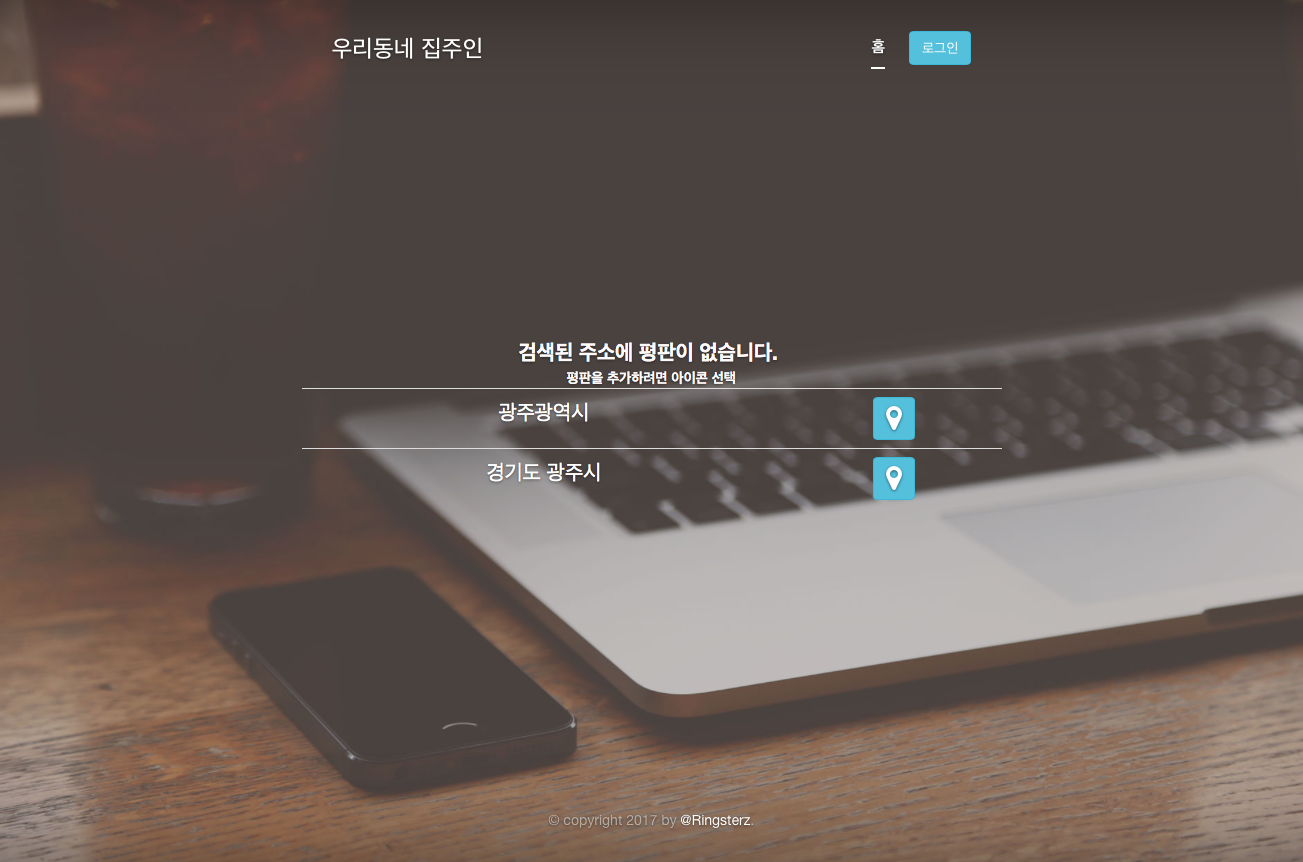 우리동네 집주인
홈
로그인
검색된 주소에 평판이 없습니다.
평판을 추가하려면 아이콘 선택
광주광역시
경기도 광주시
© copyright 2017 by @Ringsterz.